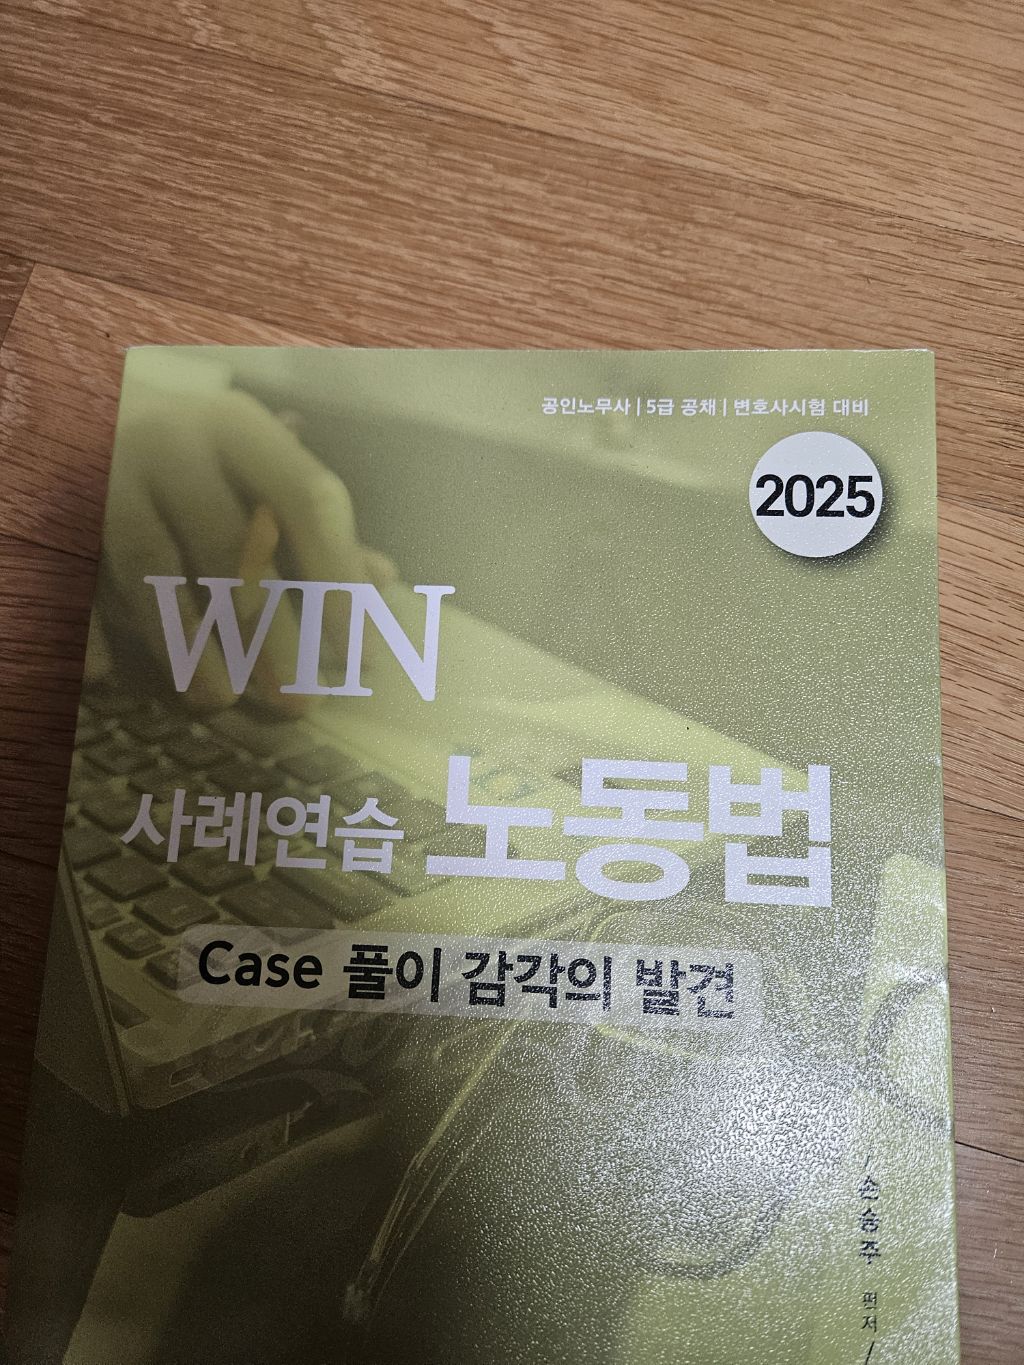 공인노무사 | 5급 공채 | 변호사시험 대비
2025
WIN
사례연습 노동법
Case 풀이 감각의 발견
/ 손승주 편저 /